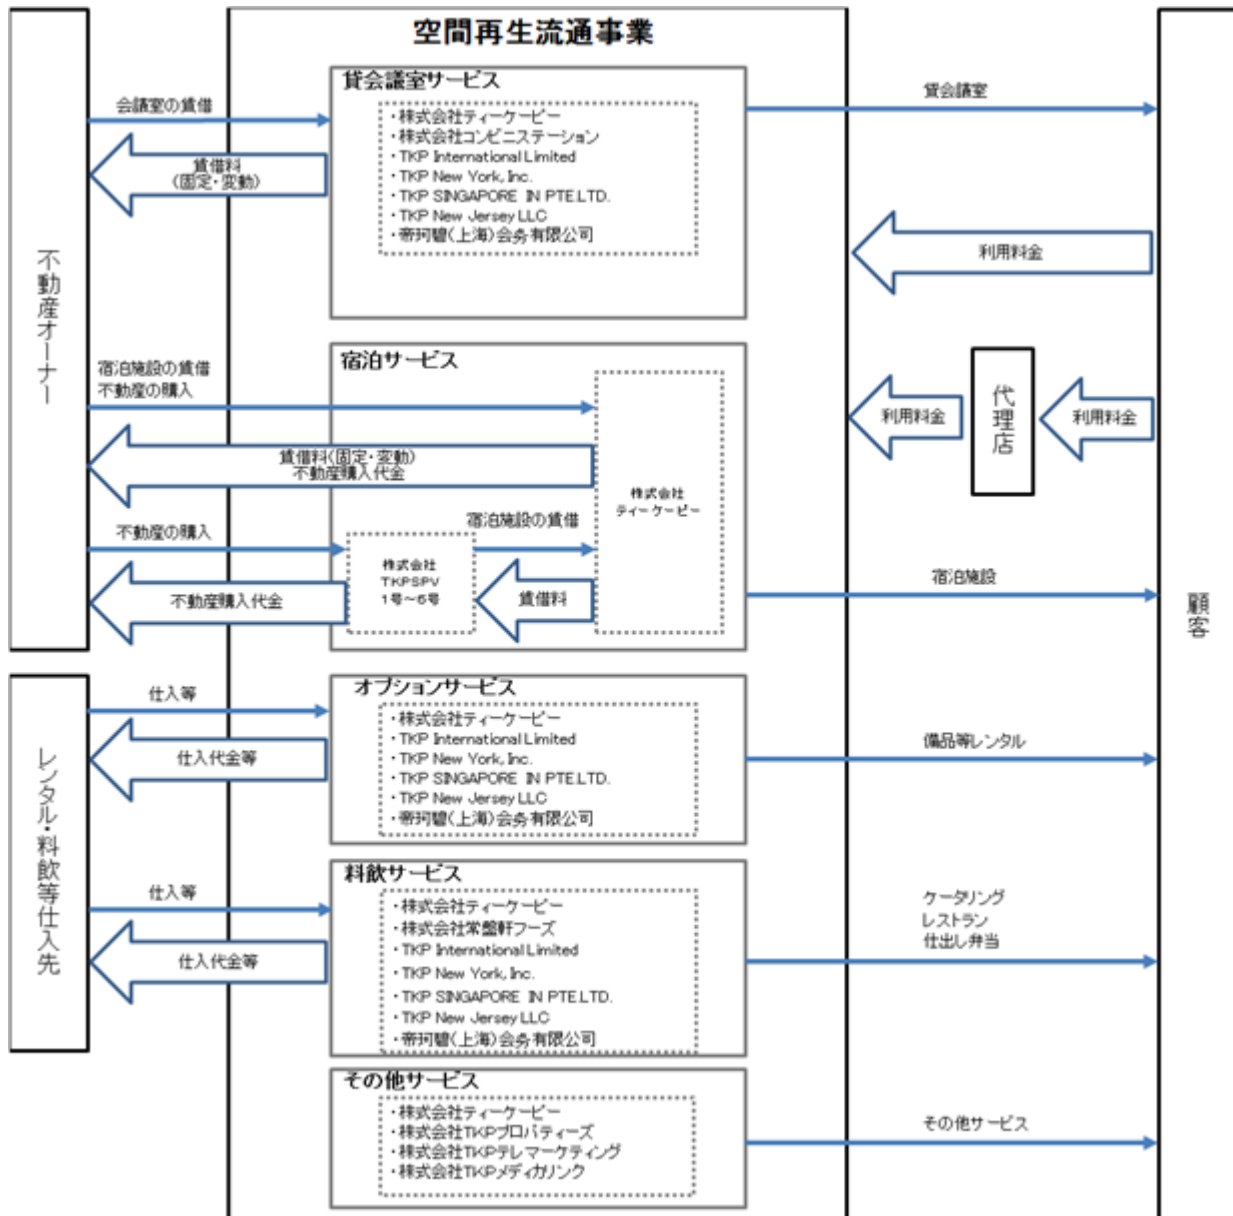 空間再生流通事業
貸会議室サービス
・株式会社ティーケーピー
・株式会社コンビニステーション
・TKP International Limited
・TKP New York, Inc.
・TKP SINGAPORE IN PTE.LTD.
・TKP New Jersey LLC
・帝珂碧(上海)会务有限公司
会議室の賃借
賃借料
(固定・変動)
貸会議室
利用料金
不動産オーナー
宿泊サービス
宿泊施設の賃借
不動産の購入
賃借料(固定・変動)
不動産購入代金
株式会社
ティーケーピー
不動産の購入
宿泊施設の賃借
株式会社
TKPSPV
1号～6号
不動産購入代金
賃借料
利用料金
代理店
利用料金
宿泊施設
顧客
オプションサービス
・株式会社ティーケーピー
・TKP International Limited
・TKP New York, Inc.
・TKP SINGAPORE IN PTE.LTD.
・TKP New Jersey LLC
・帝珂碧(上海)会务有限公司
仕入等
仕入代金等
備品等レンタル
レンタル・料飲等仕入先
料飲サービス
・株式会社ティーケーピー
・株式会社常盤軒フーズ
・TKP International Limited
・TKP New York, Inc.
・TKP SINGAPORE IN PTE.LTD.
・TKP New Jersey LLC
・帝珂碧(上海)会务有限公司
仕入等
仕入代金等
ケータリング
レストラン
仕出し弁当
その他サービス
・株式会社ティーケーピー
・株式会社TKPプロパティーズ
・株式会社TKPテレマーケティング
・株式会社TKPメディカリンク
その他サービス